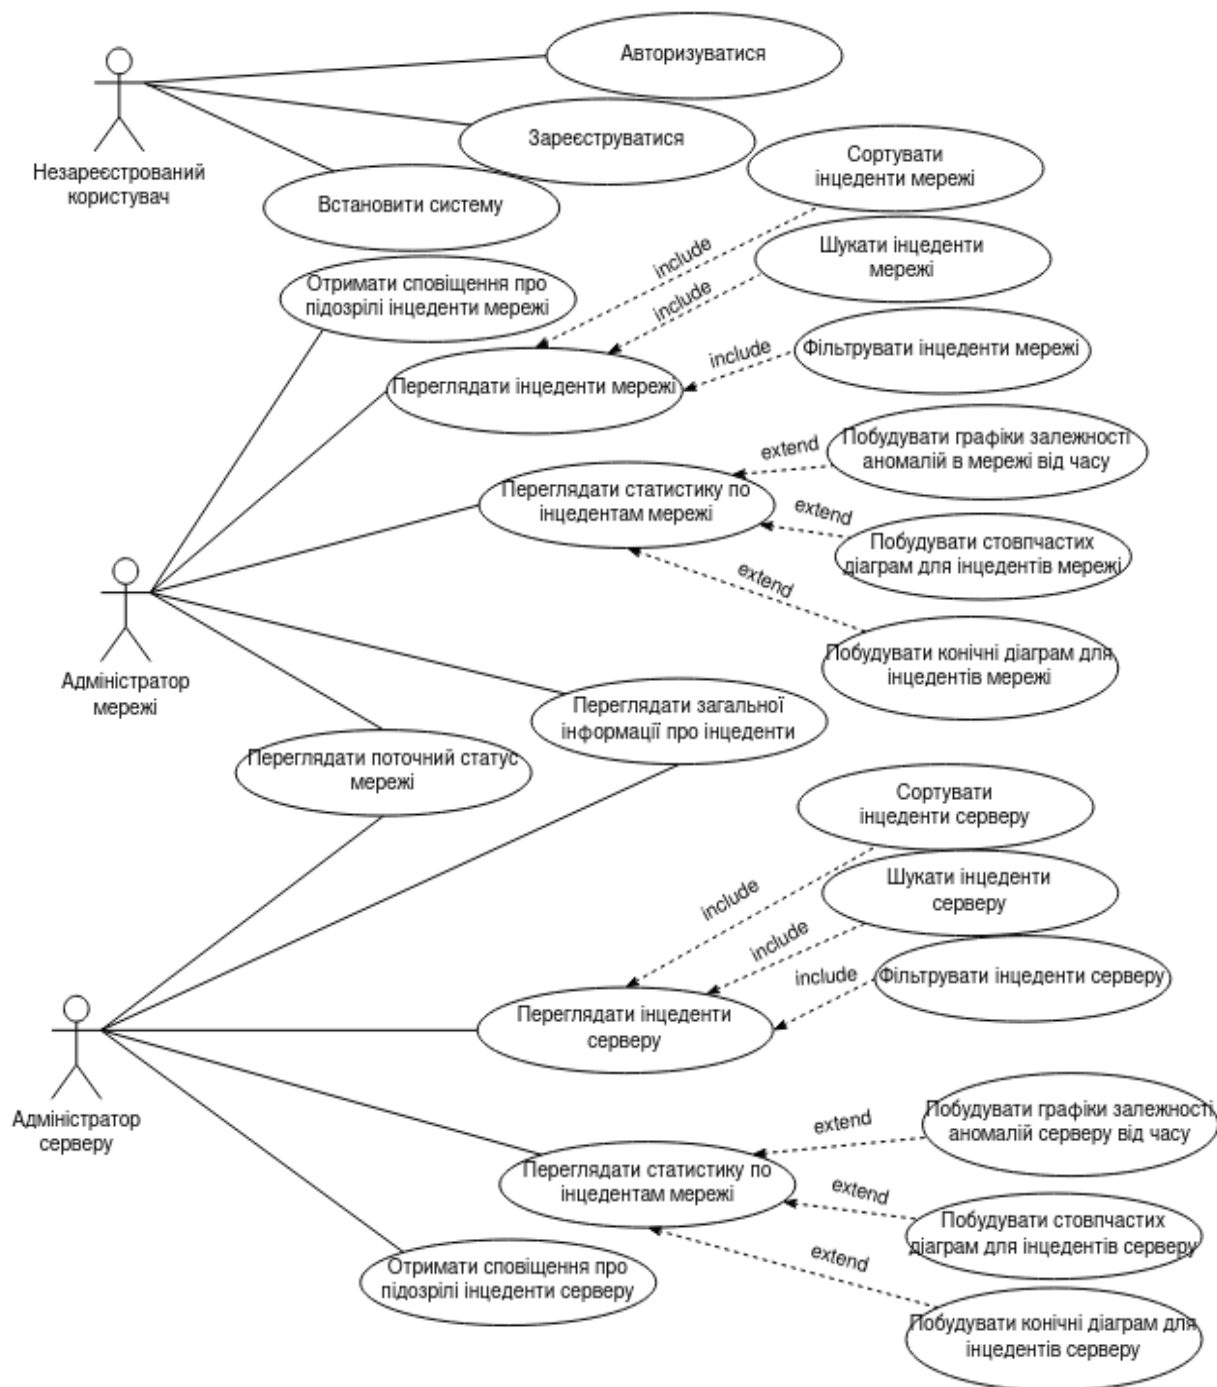 Авторизуватися
Зареєструватися
Незареєстрований
користувач
Встановити систему
Сортувати
інцеденти мережі
include
Шукати інцеденти
мережі
include
Отримати сповіщення про
підозрілі інцеденти мережі
Фільтрувати інцеденти мережі
include
Переглядати інцеденти мережі
Побудувати графіки залежності
аномалій в мережі від часу
extend
Переглядати статистику по
інцедентам мережі
extend
Побудувати стовпчастих
діаграм для інцедентів мережі
extend
Побудувати конічні діаграм для
інцедентів мережі
Адміністратор
мережі
Переглядати загальної
інформації про інцеденти
Переглядати поточний статус
мережі
Сортувати
інцеденти серверу
include
Шукати інцеденти
серверу
include
Фільтрувати інцеденти серверу
include
Переглядати інцеденти
серверу
Адміністратор
серверу
Побудувати графіки залежності
аномалій серверу від часу
extend
Переглядати статистику по
інцедентам мережі
extend
Побудувати стовпчастих
діаграм для інцедентів серверу
extend
Отримати сповіщення про
підозрілі інцеденти серверу
Побудувати конічні діаграм для
інцедентів серверу